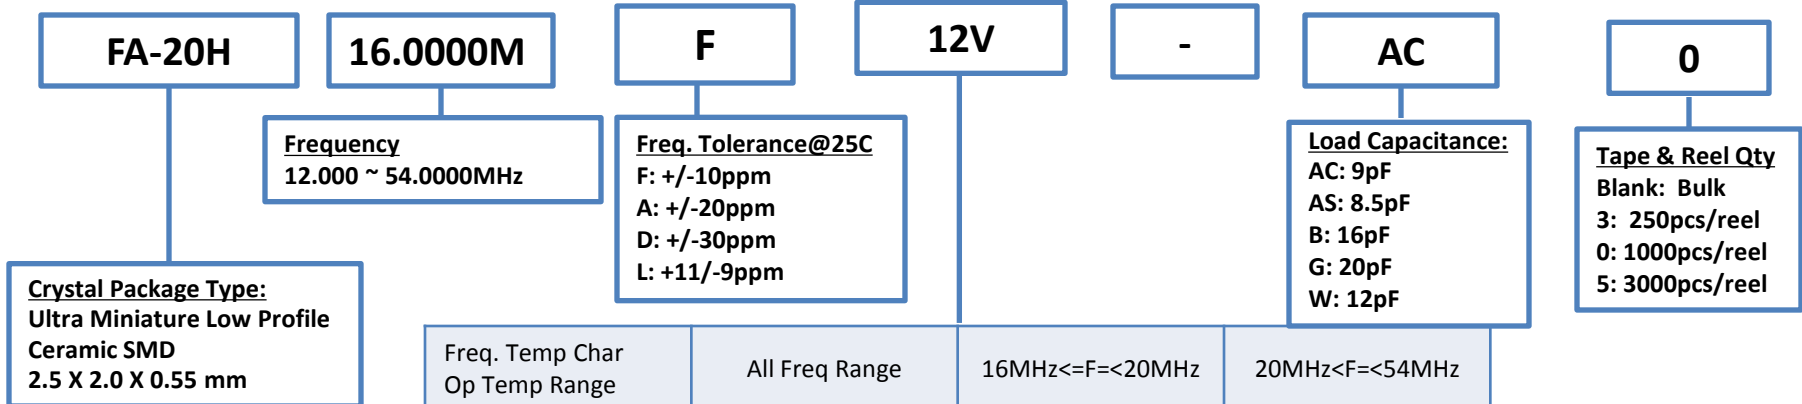 FA-20H
16.0000M
F
12V
-
AC
0
Frequency
12.000 ~ 54.0000MHz
Freq. Tolerance@25C
F: +/-10ppm
A: +/-20ppm
D: +/-30ppm
L: +11/-9ppm
Load Capacitance:
AC: 9pF
AS: 8.5pF
B: 16pF
G: 20pF
W: 12pF
Tape & Reel Qty
Blank: Bulk
3: 250pcs/reel
0: 1000pcs/reel
5: 3000pcs/reel
Crystal Package Type:
Ultra Miniature Low Profile
Ceramic SMD
2.5 X 2.0 X 0.55 mm
Freq. Temp Char
Op Temp Range
All Freq Range
16MHz<=F=<20MHz
20MHz<F=<54MHz